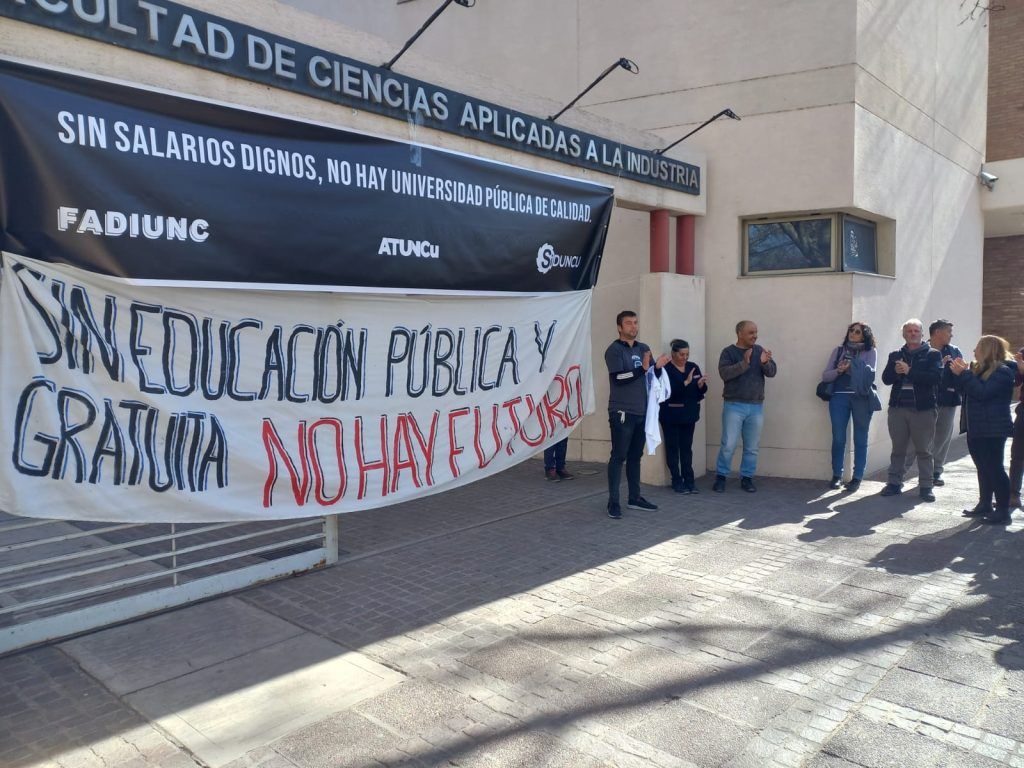 FACULTAD DE CIENCIAS APLICADAS A LA INDUSTRIA
SIN SALARIOS DIGNOS, NO HAY UNIVERSIDAD PÚBLICA DE CALIDAD.
FADIUNC
ATUNCu
SIDUNCU
SIN EDUCACIÓN PÚBLICA Y
GRATUITA NO HAY FUTURO